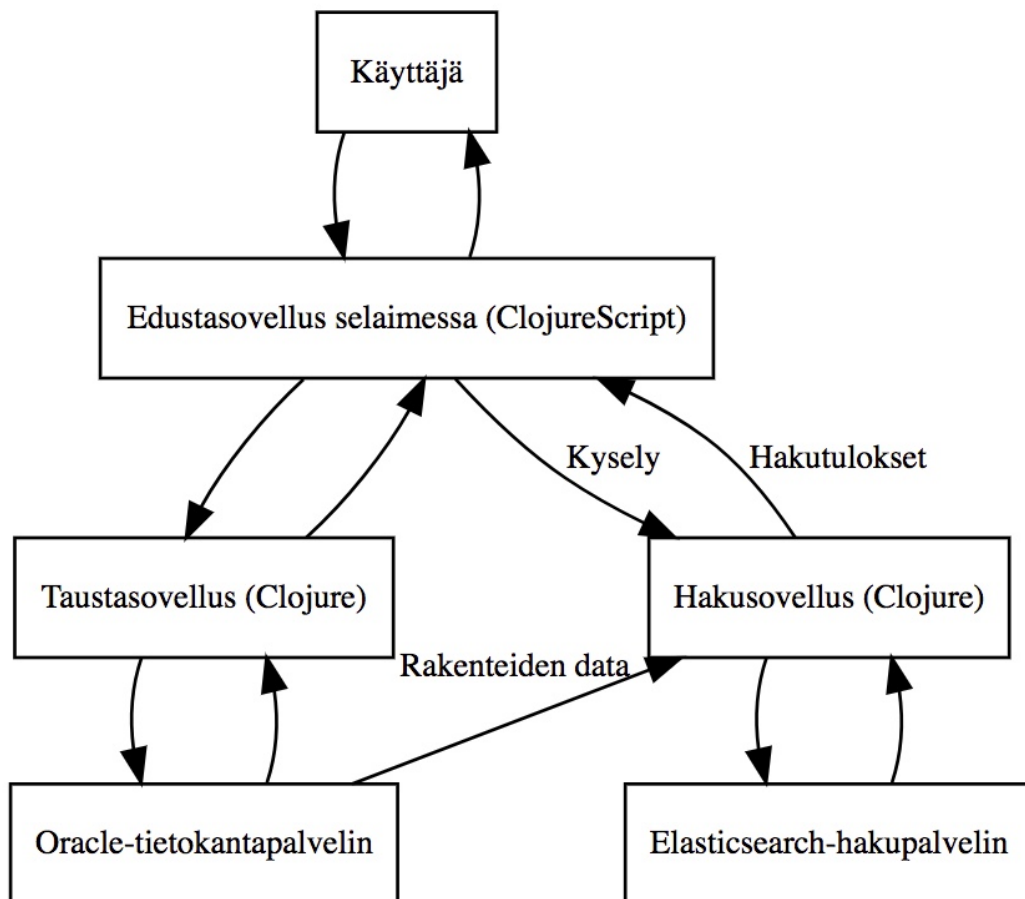 Käyttäjä
Edustasovellus selaimessa (ClojureScript)
Kysely
Hakutulokset
Taustasovellus (Clojure)
Hakusovellus (Clojure)
Rakenteiden data
Oracle-tietokantapalvelin
Elasticsearch-hakupalvelin